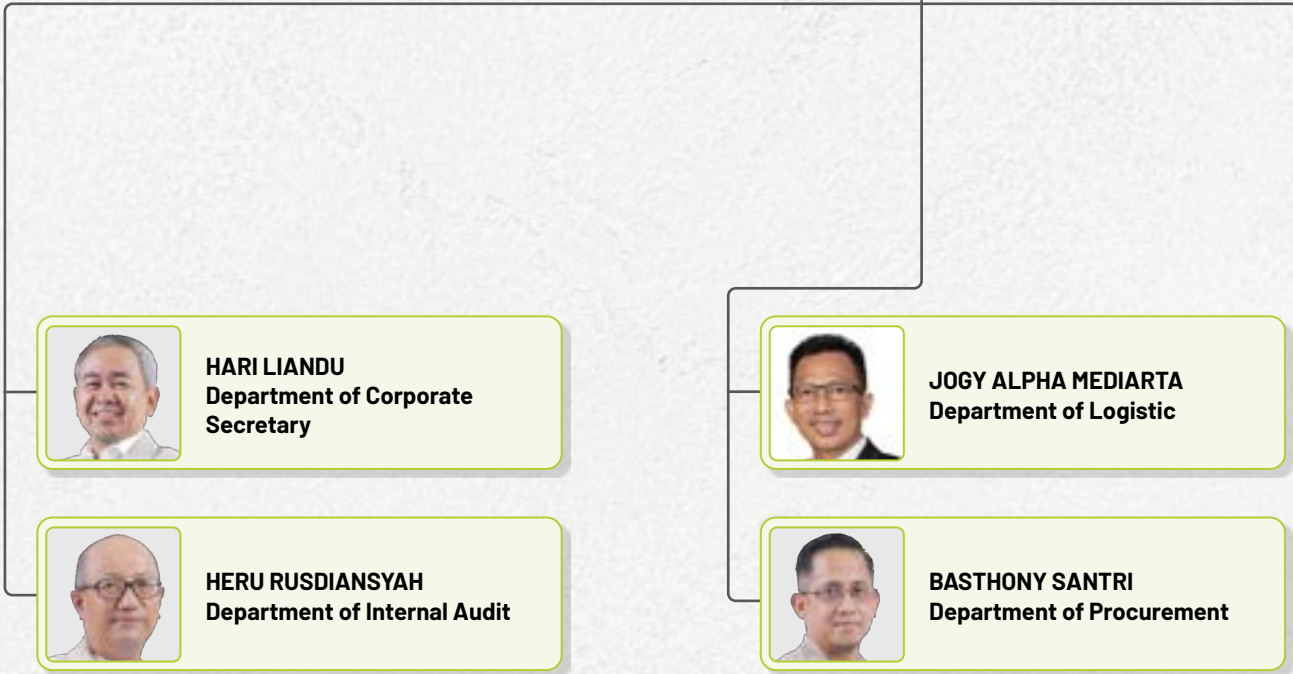 HARI LIANDU
Department of Corporate
Secretary
JOGY ALPHA MEDIARTA
Department of Logistic
HERU RUSDIANSYAH
Department of Internal Audit
BASTHONY SANTRI
Department of Procurement